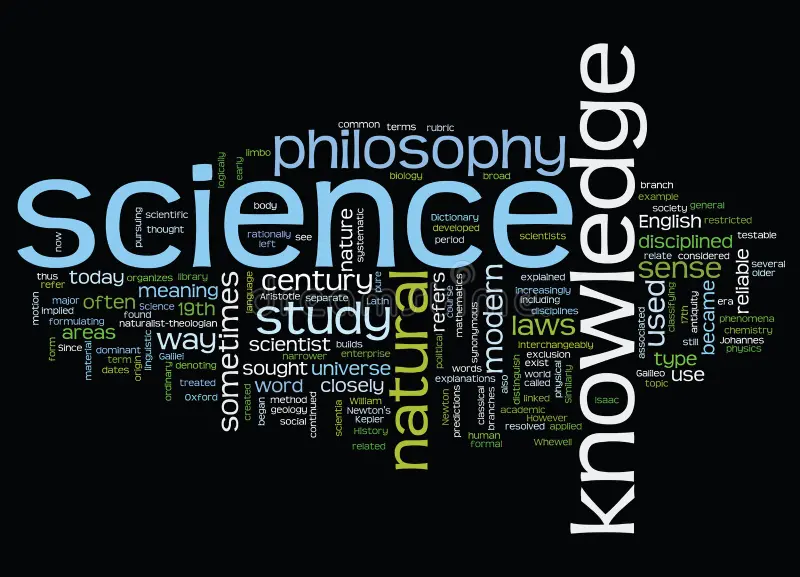 common
terms
rubric
philosophy
knowledge
science
limbo
early
logically
biology
broad
branch
example
society
general
English
restricted
testable
disciplined
relate
considered
several
older
sense
reliable
body
pursuing
scientific
thought
now
rationally
left
see
nature
systematic
Dictionary
developed
period
scientists
thus
refer
today
organizes
library
meaning
century
language
Aristotle
separate
pure
Latin
natural
refers
course
mathematics
modern
explained
increasingly
including
disciplines
laws
interchangeably
used
associated
classifying
17th
antiquity
era
became
still
phenomena
chemistry
Johannes
physics
type
Galileo
use
topic
motion
major
implied
often
Science
19th
formulating
found
naturalist-theologian
areas
form
Since
material
dominant
term
dates
origin
linguistic
Galilei
way
denoting
ordinary
treated
Oxford
sometimes
study
scientist
builds
narrower
enterprise
sought
universe
created
word
closely
began
method
geology
social
continued
scientia
William
Newton's
Kepler
History
related
political
synonymous
words
explanations
also
distinguish
exclusion
exist
world
called
physical
similarly
linked
Newton
predictions
classical
branches
academic
However
resolved
applied
human
formal
Whewell
Isaac